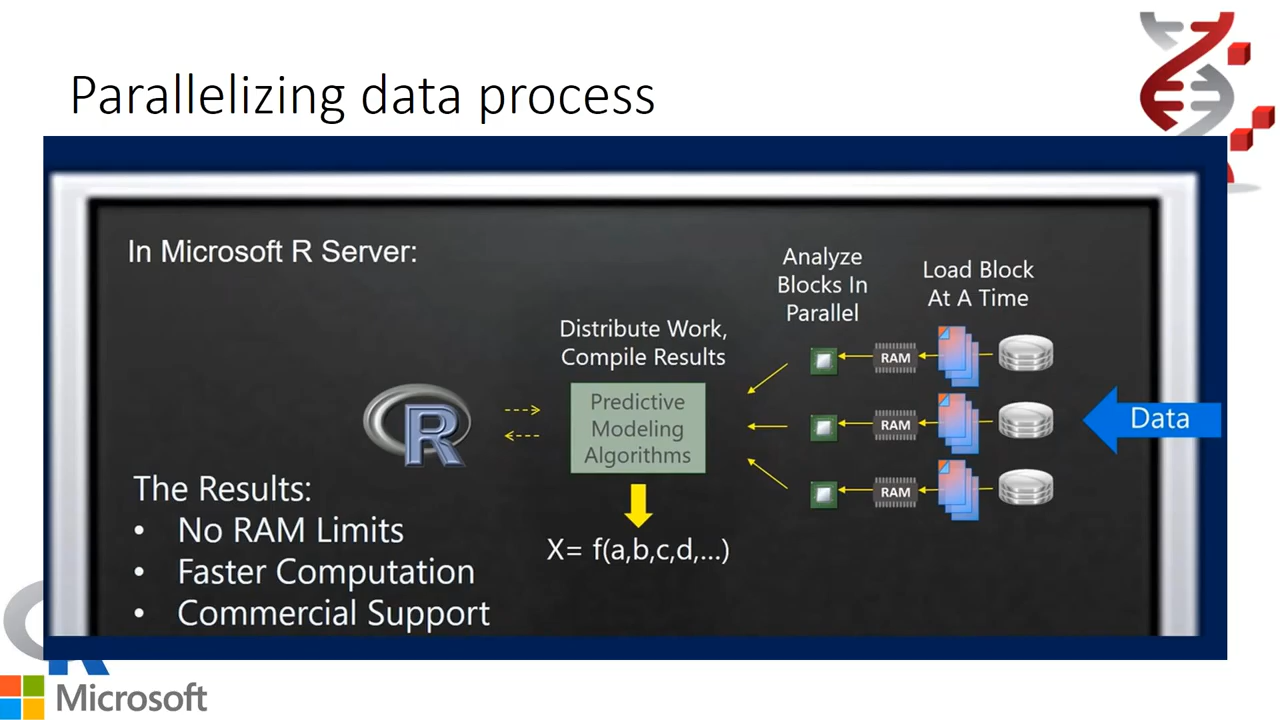 Parallelizing data process
In Microsoft R Server:
Analyze
Blocks In
Parallel
Load Block
At A Time
Distribute Work,
Compile Results
Predictive
Modeling
Algorithms
RAM
RAM
RAM
Data
R
X= f(a,b,c,d,...)
The Results:
• No RAM Limits
• Faster Computation
• Commercial Support
R
Microsoft